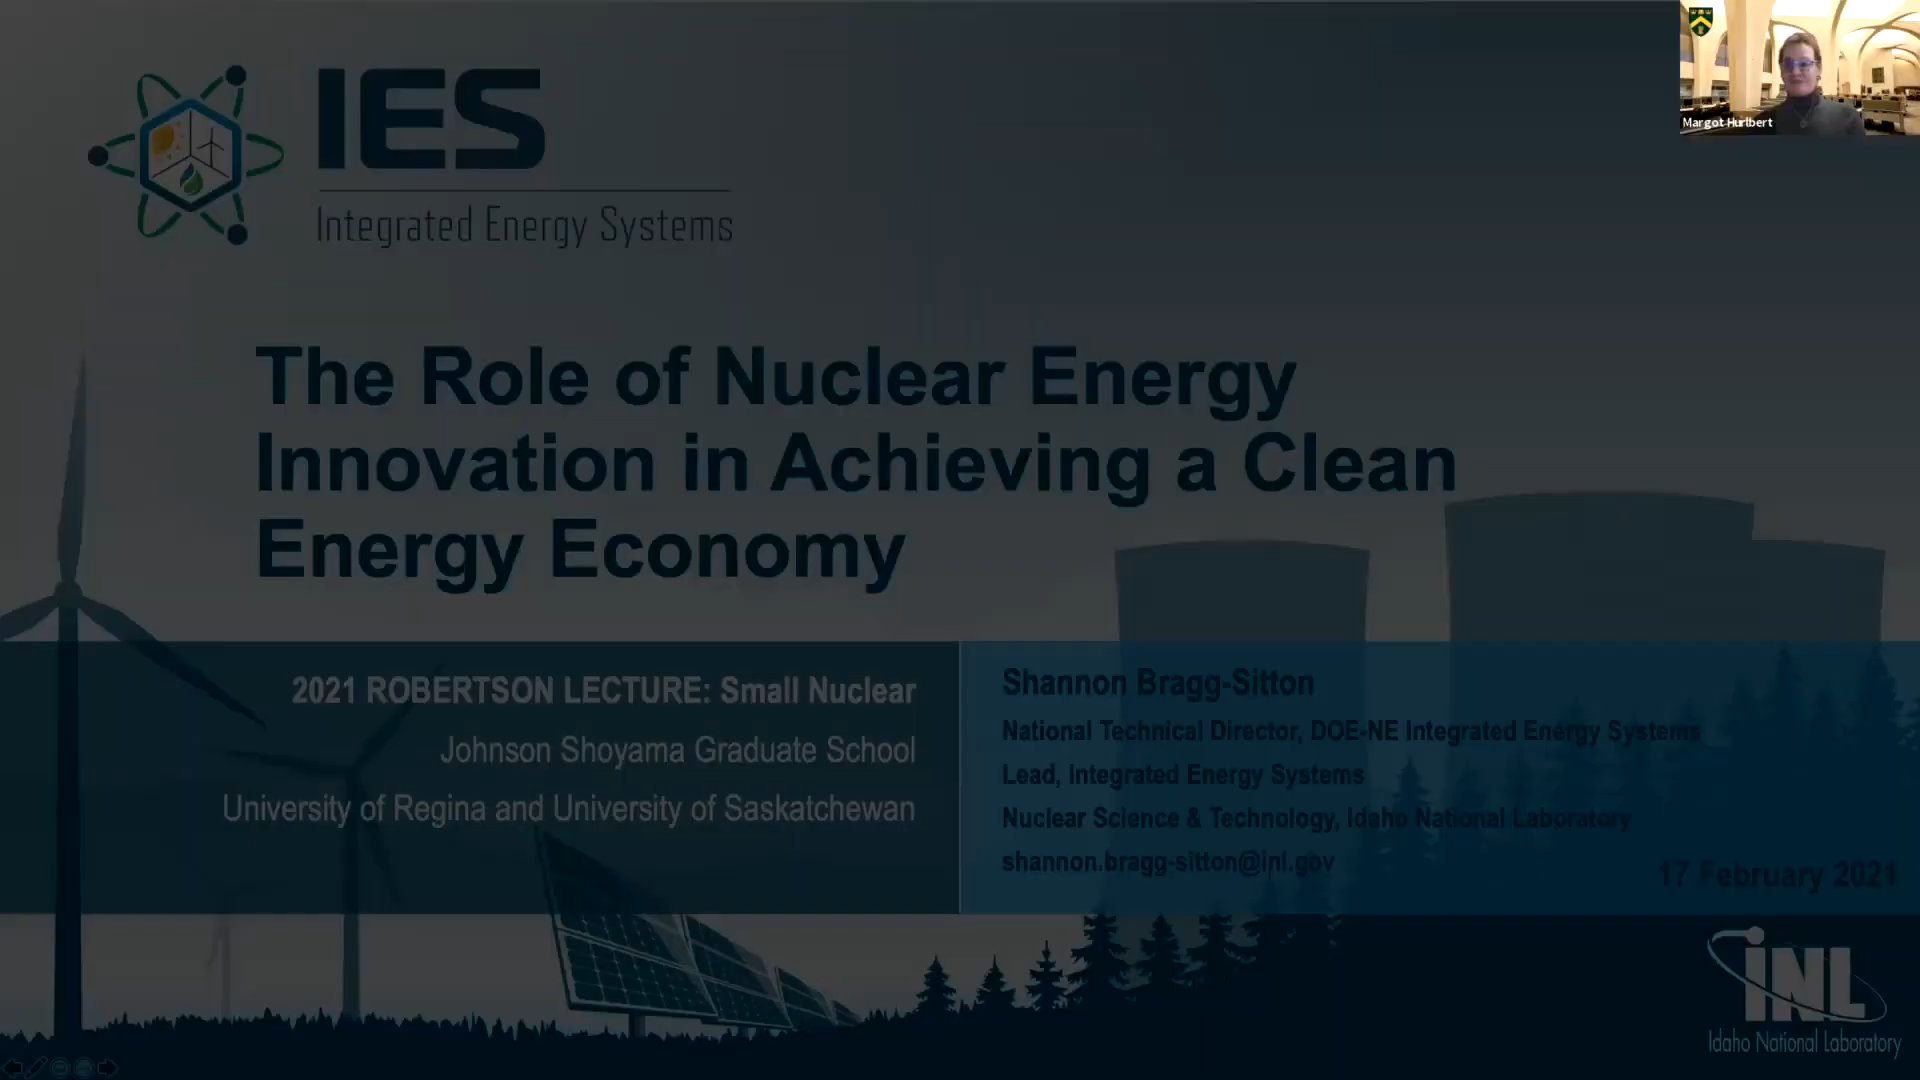 IES
Integrated Energy Systems
Margot Hurlbert
The Role of Nuclear Energy
Innovation in Achieving a Clean
Energy Economy
2021 ROBERTSON LECTURE: Small Nuclear
Johnson Shoyama Graduate School
University of Regina and University of Saskatchewan
Shannon Bragg-Sitton
National Technical Director, DOE-NE Integrated Energy Systems
Lead, Integrated Energy Systems
Nuclear Science & Technology, Idaho National Laboratory
shannon.bragg-sitton@inl.gov
17 February 2021
INL
Idaho National Laboratory